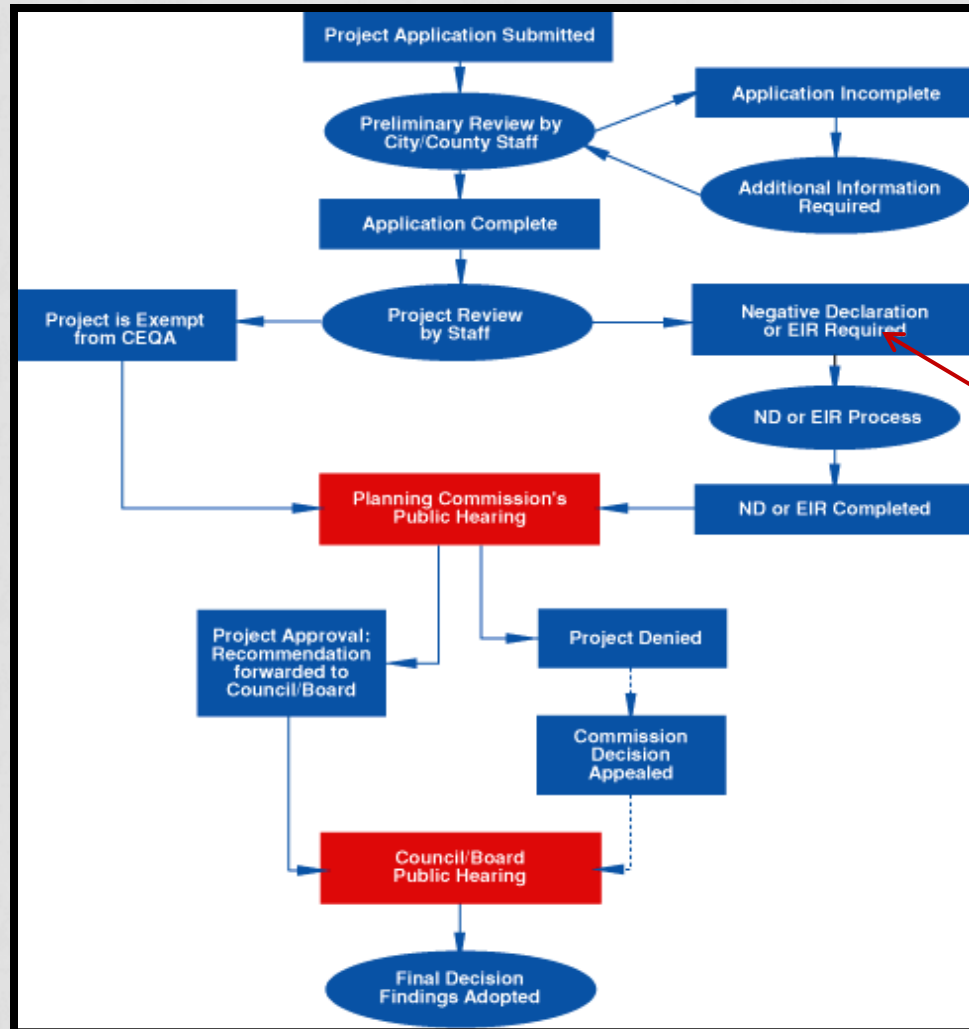 Project Application Submitted
Preliminary Review by
City/County Staff
Application Incomplete
Additional Information
Required
Application Complete
Project Review
by Staff
Project is Exempt
from CEQA
Negative Declaration
or EIR Required
ND or EIR Process
ND or EIR Completed
Planning Commission's
Public Hearing
Project Approval:
Recommendation
forwarded to
Council/Board
Project Denied
Commission
Decision
Appealed
Council/Board
Public Hearing
Final Decision
Findings Adopted